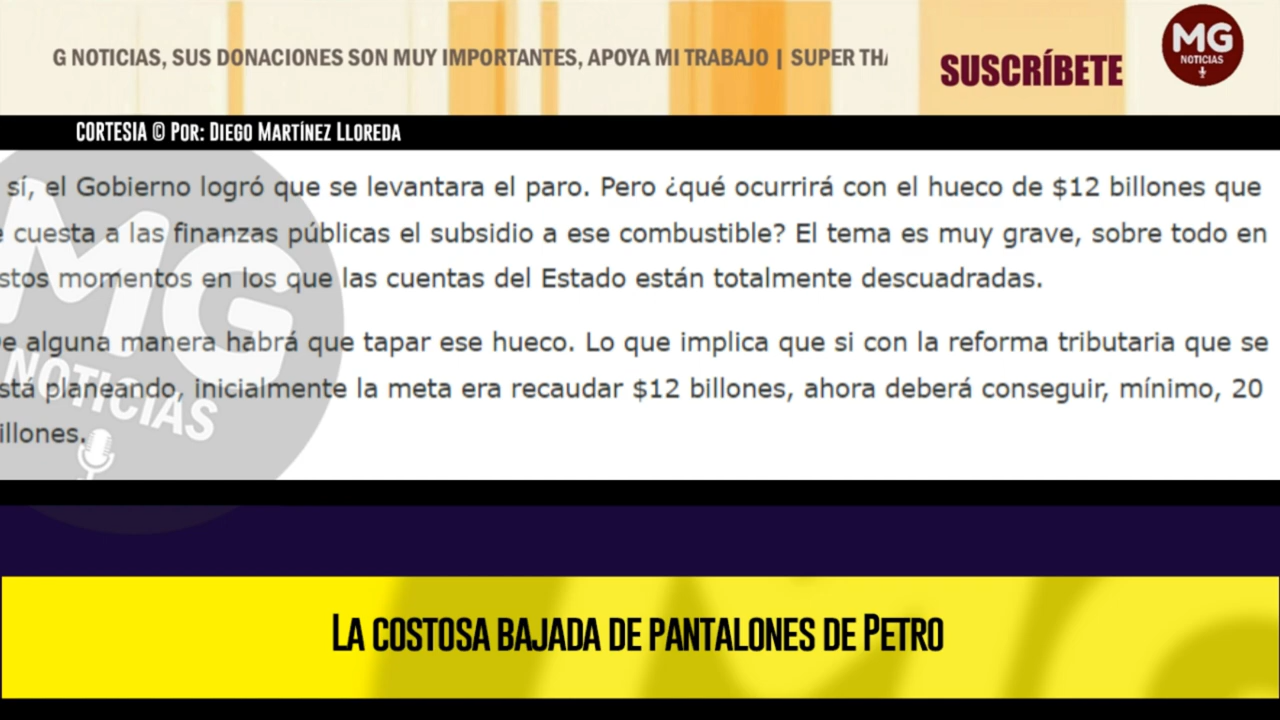 G NOTICIAS, SUS DONACIONES SON MUY IMPORTANTES, APOYA MI TRABAJO | SUPER
SUSCRÍBETE
MG
NOTICIAS
CORTESIA © POR: DIEGO MARTÍNEZ LLOREDA
sí, el Gobierno logró que se levantara el paro. Pero ¿qué ocurrirá con el hueco de $12 billones que
cuesta a las finanzas públicas el subsidio a ese combustible? El tema es muy grave, sobre todo en
stos momentos en los que las cuentas del Estado están totalmente descuadradas.
e alguna manera habrá que tapar ese hueco. Lo que implica que si con la reforma tributaria que se
stá planeando, inicialmente la meta era recaudar $12 billones, ahora deberá conseguir, mínimo, 20
illones.
MG
NOTICIAS
LA COSTOSA BAJADA DE PANTALONES DE PETRO